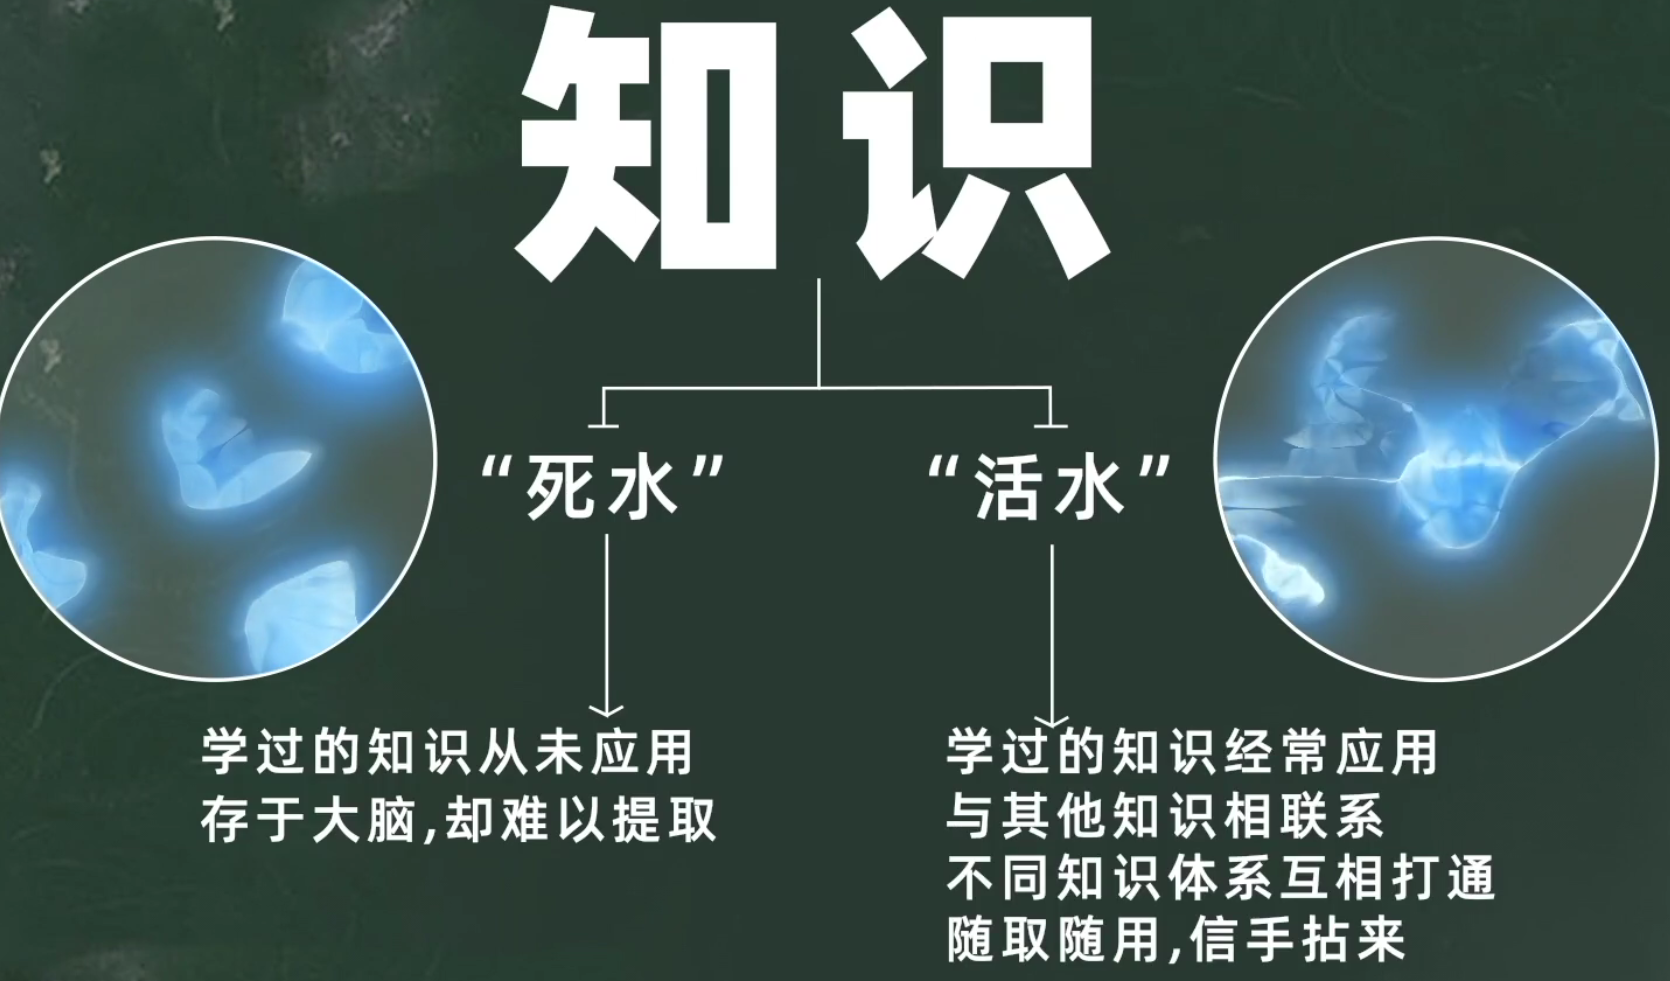 知识
“死水”
“活水”
学过的知识从未应用
存于大脑,却难以提取
学过的知识经常应用
与其他知识相联系
不同知识体系互相打通
随取随用,信手拈来